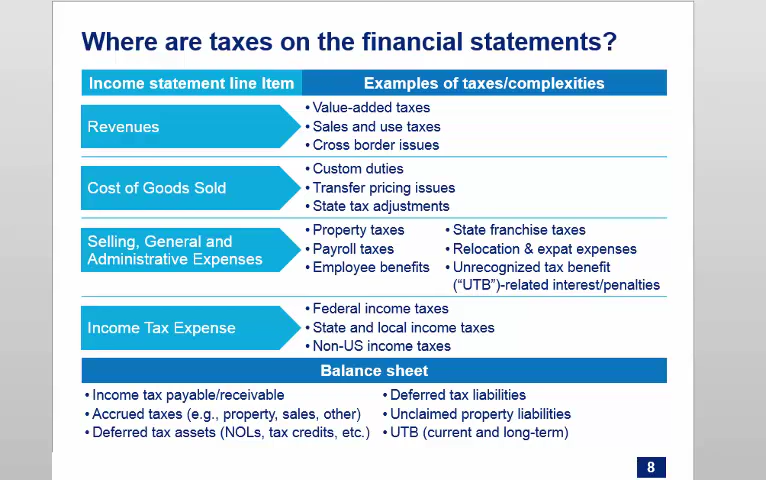 Where are taxes on the financial statements?
Income statement line Item
Examples of taxes/complexities
Revenues
• Value-added taxes
• Sales and use taxes
• Cross border issues
Cost of Goods Sold
• Custom duties
• Transfer pricing issues
• State tax adjustments
Selling, General and
Administrative Expenses
• Property taxes
• Payroll taxes
• Employee benefits
• State franchise taxes
• Relocation & expat expenses
• Unrecognized tax benefit
(“UTB”)-related interest/penalties
Income Tax Expense
• Federal income taxes
• State and local income taxes
• Non-US income taxes
Balance sheet
• Income tax payable/receivable
• Accrued taxes (e.g., property, sales, other)
• Deferred tax assets (NOLs, tax credits, etc.)
• Deferred tax liabilities
• Unclaimed property liabilities
• UTB (current and long-term)
8